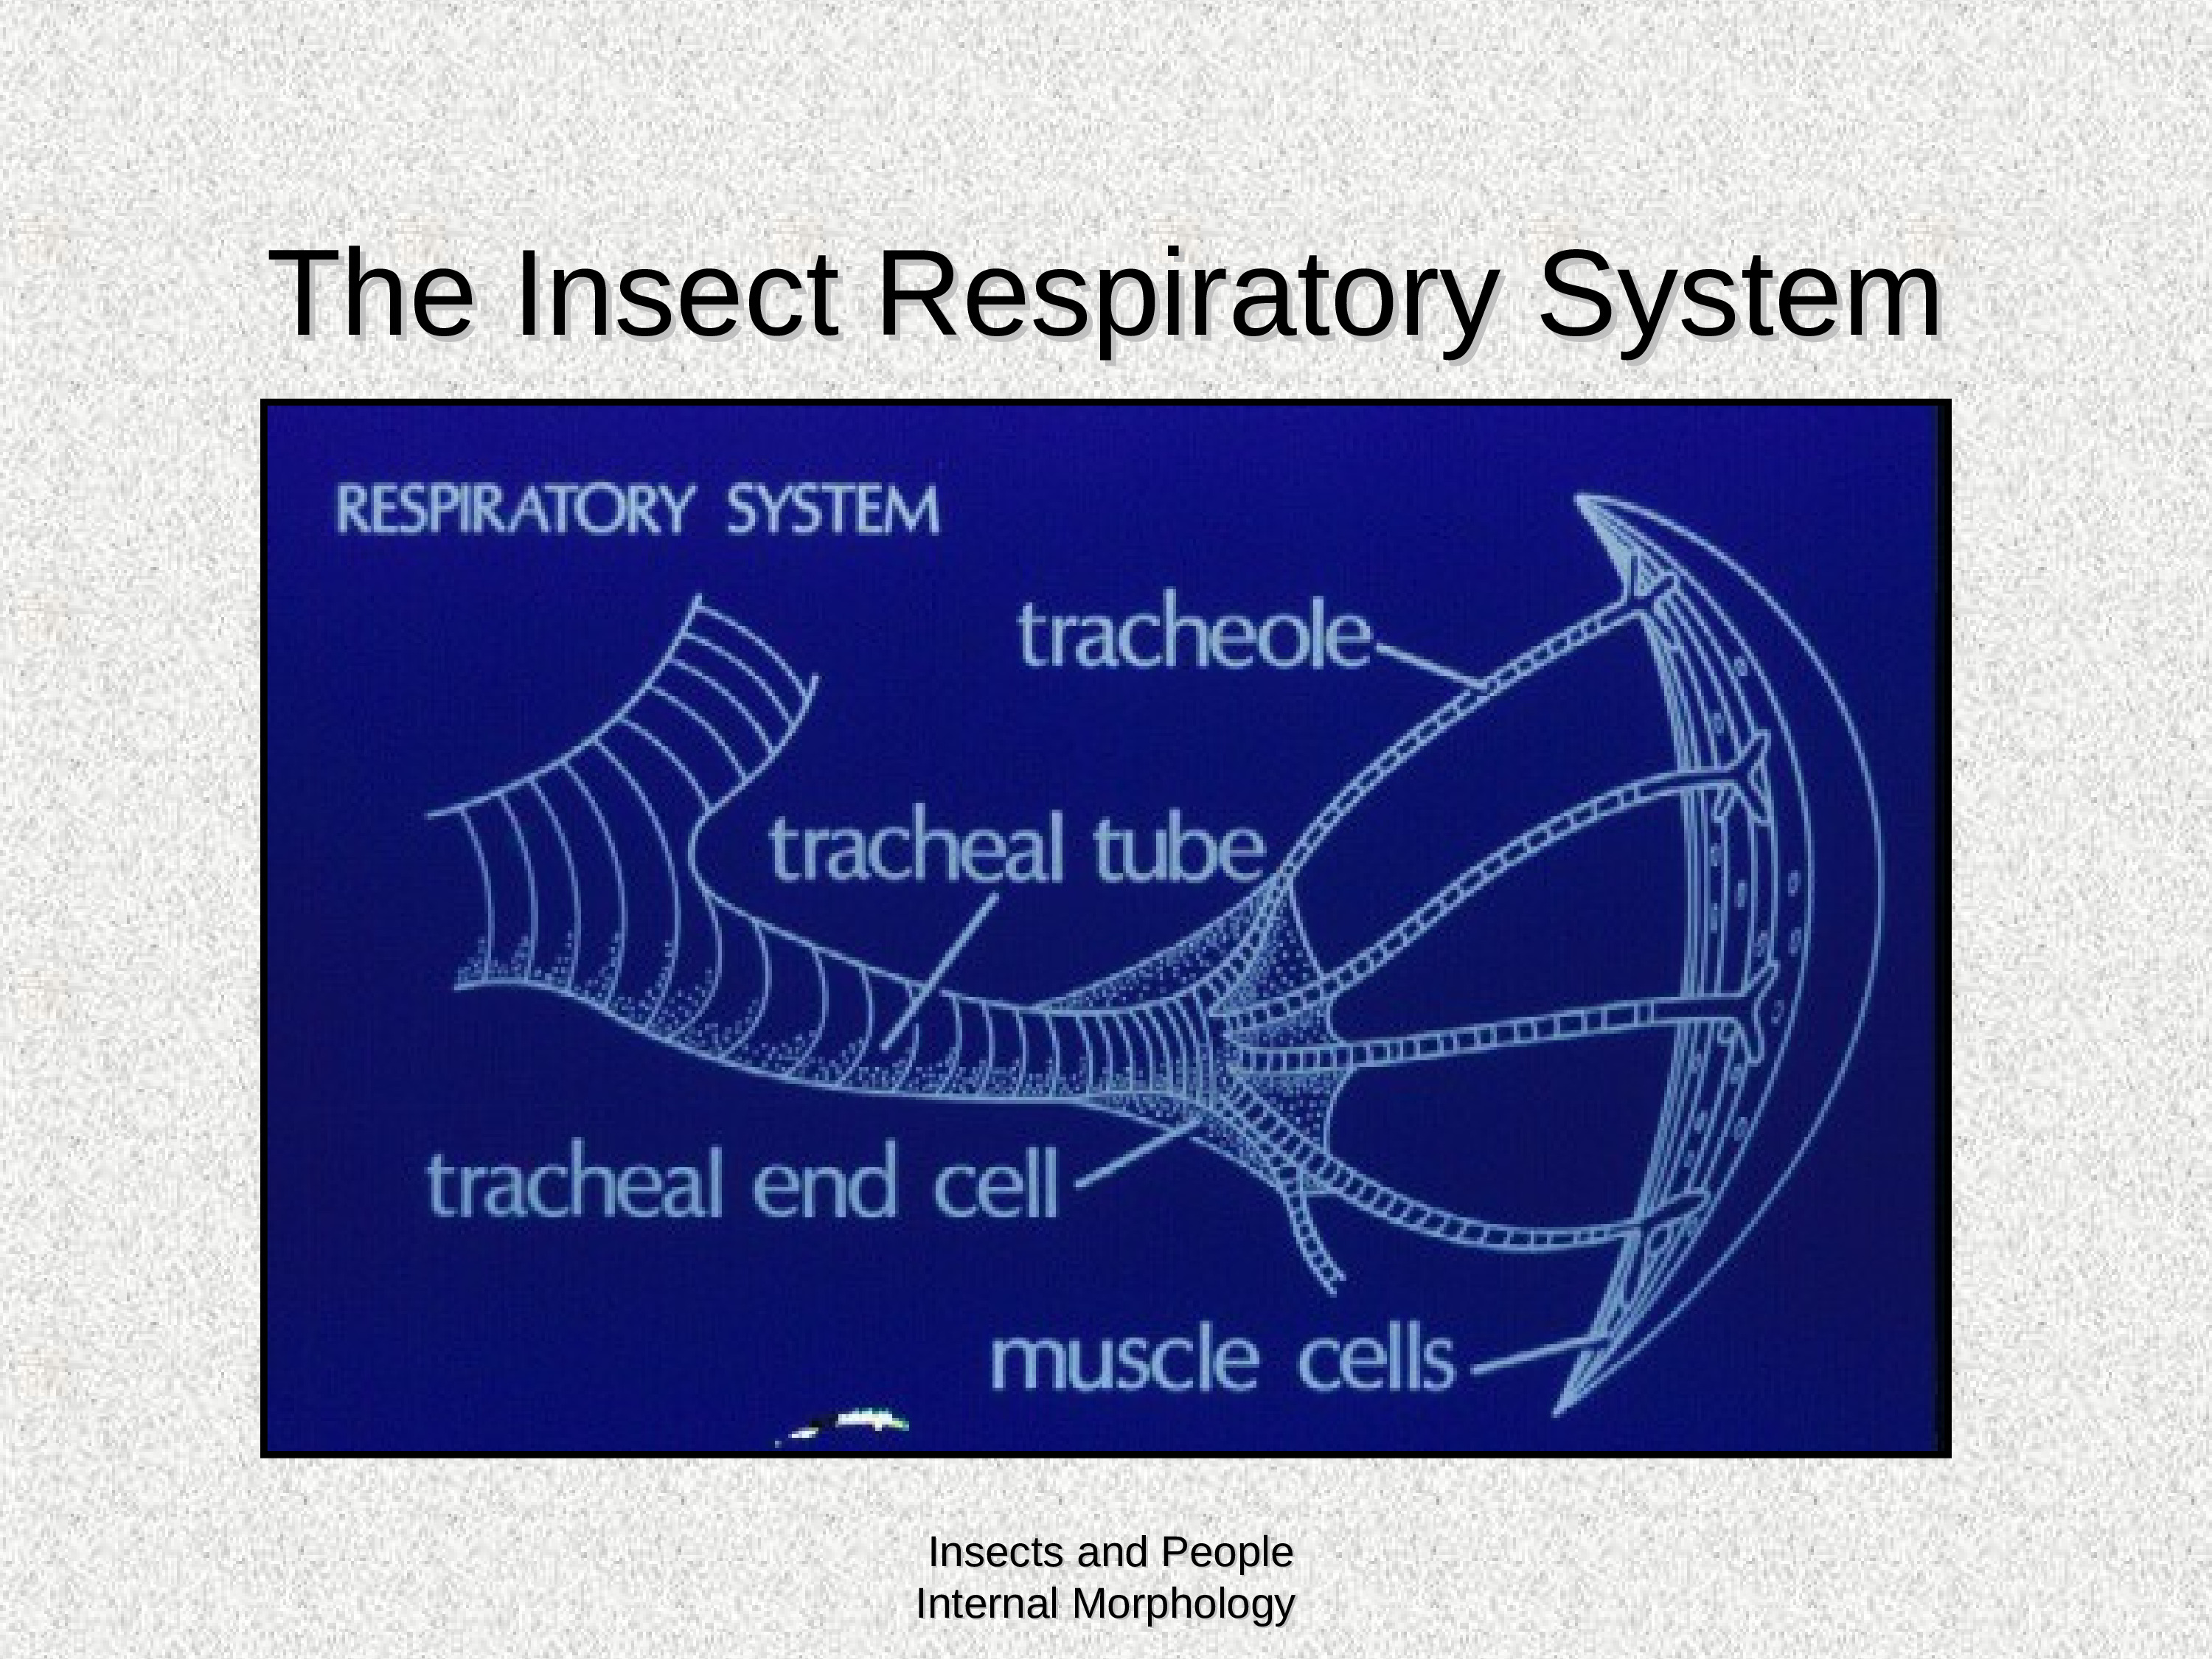 The Insect Respiratory System
RESPIRATORY SYSTEM
tracheole
tracheal tube
tracheal end cell
muscle cells
Insects and People
Internal Morphology